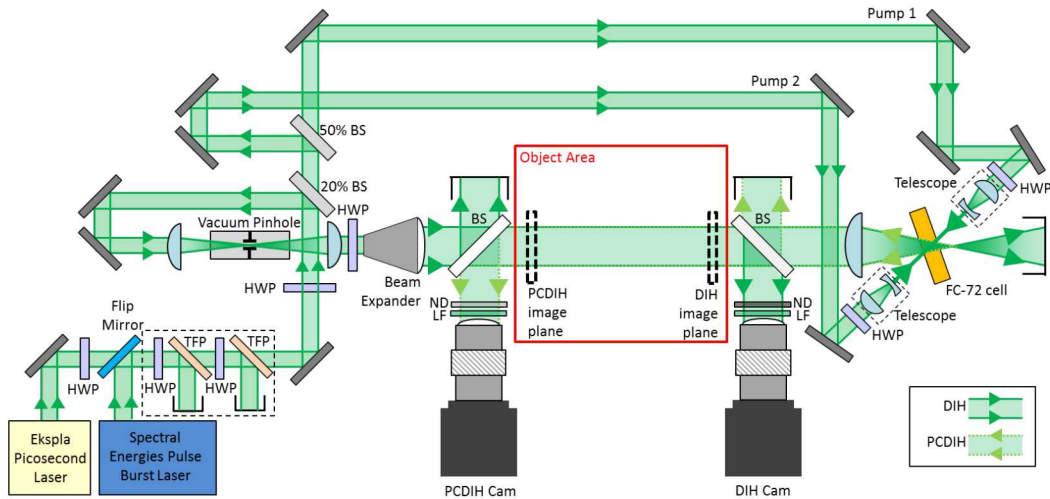 Pump 1
Pump 2
50% BS
Object Area
20% BS
Telescope
HWP
HWP
Vacuum Pinhole
BS
BS
Beam
Expander
HWP
ND
LF
PCDIH
image
plane
DIH
image
plane
ND
LF
FC-72 cell
Telescope
HWP
Flip
Mirror
TFP
TFP
HWP
HWP
HWP
DIH
PCDIH
Ekspla
Picosecond
Laser
Spectral
Energies Pulse
Burst Laser
PCDIH Cam
DIH Cam